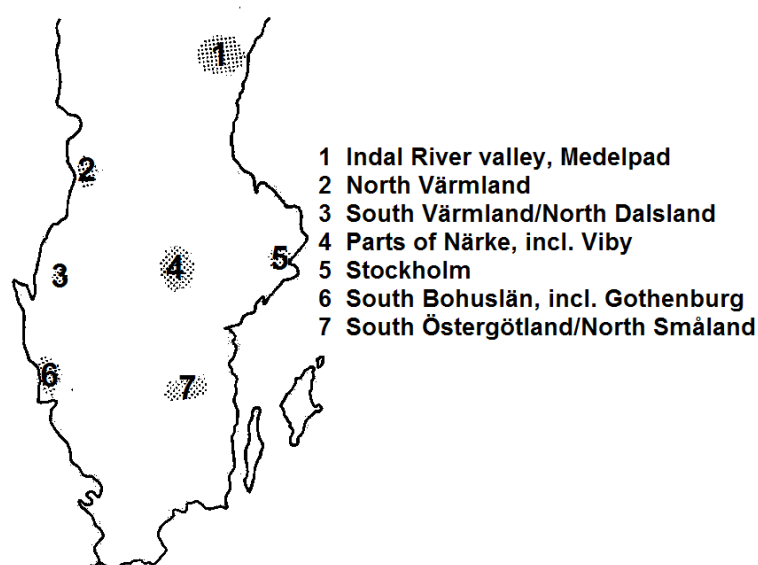 1
2
3
4
5
6
7
1 Indal River valley, Medelpad
2 North Värmland
3 South Värmland/North Dalsland
4 Parts of Närke, incl. Viby
5 Stockholm
6 South Bohuslän, incl. Gothenburg
7 South Östergötland/North Småland